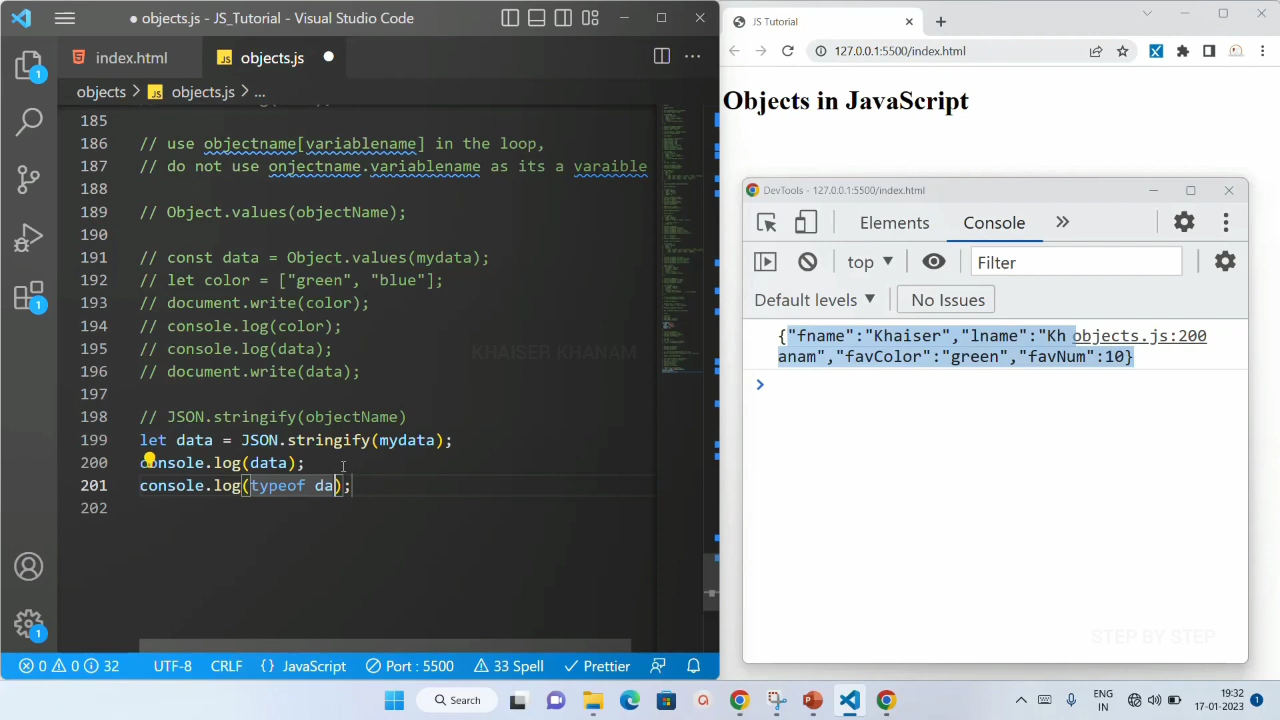 objects.js - JS_Tutorial - Visual Studio Code
JS Tutorial
index.html
objects.js
127.0.0.1:5500/index.html
objects > objects.js > ...
Objects in JavaScript
185
186 // use objectname[variablename] in the loop,
187 // do not use onjectname.variablename as its a varaible
188
189 // Object.values(objectName);
190
191 // const data = Object.values(mydata);
192 // let color = ["green", "blue"];
193 // document.write(color);
194 // console.log(color);
195 // console.log(data);
196 // document.write(data);
197
198 // JSON.stringify(objectName)
199 let data = JSON.stringify(mydata);
200 console.log(data);
201 console.log(typeof da);
202
KHAISER KHANAM
DevTools - 127.0.0.1:5500/index.html
Elements
Console
top
Filter
Default levels
No Issues
{"fname":"Khaiser","lname":"Kh objects.js:200
anam","favColor":"green","favNum":10}
STEP BY STEP
1
1
1
0 0 32
UTF-8
CRLF
{} JavaScript
Port : 5500
33 Spell
Prettier
Search
ENG
IN
19:32
17-01-2023
1